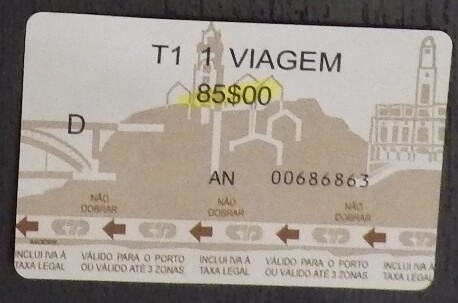 T1 1 VIAGEM
85$00
D
AN 00686863
NÃO DOBRAR
NÃO DOBRAR
NÃO DOBRAR
INCLUI IVA À TAXA LEGAL
VÁLIDO PARA O PORTO OU VÁLIDO ATÉ 3 ZONAS
INCLUI IVA À TAXA LEGAL
VÁLIDO PARA O PORTO OU VÁLIDO ATÉ 3 ZONAS
INCLUI IVA À TAXA LEGAL